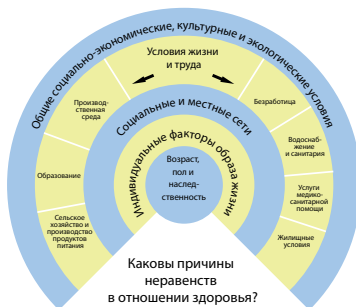 Общие социально-экономические, культурные и экологические условия
Условия жизни
и труда
Производ-
ственная
среда
Безработица
Социальные и местные сети
Водоснаб-
жение
и санитария
Индивидуальные факторы образа жизни
Образование
Возраст,
пол и
наслед-
ственность
Услуги
медико-
санитарной
помощи
Сельское
хозяйство и
производство
продуктов
питания
Жилищные
условия
Каковы причины
неравенств
в отношении здоровья?